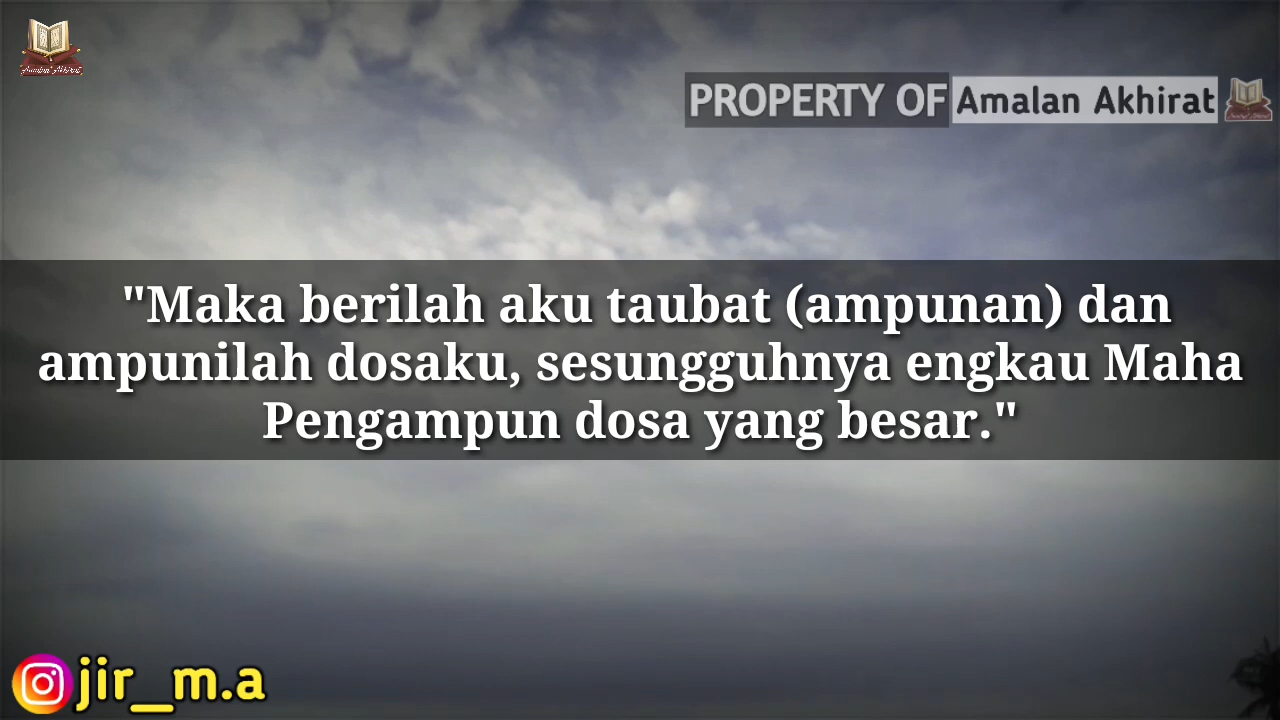 PROPERTY OF Amalan Akhirat
"Maka berilah aku taubat (ampunan) dan
ampunilah dosaku, sesungguhnya engkau Maha
Pengampun dosa yang besar."
jir__m.a